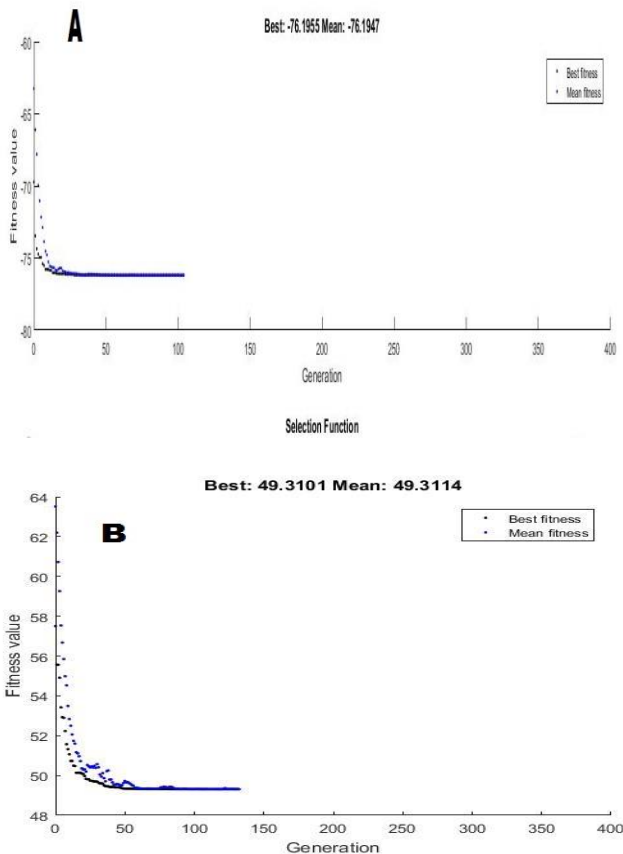 A
Best: -76.1955 Mean: -76.1947
Best fitness
Mean fitness
Fitness value
-60
-65
-70
-75
-80
0
50
100
150
200
250
300
350
400
Generation
Selection Function
Best: 49.3101 Mean: 49.3114
B
Best fitness
Mean fitness
Fitness value
64
62
60
58
56
54
52
50
48
0
50
100
150
200
250
300
350
400
Generation